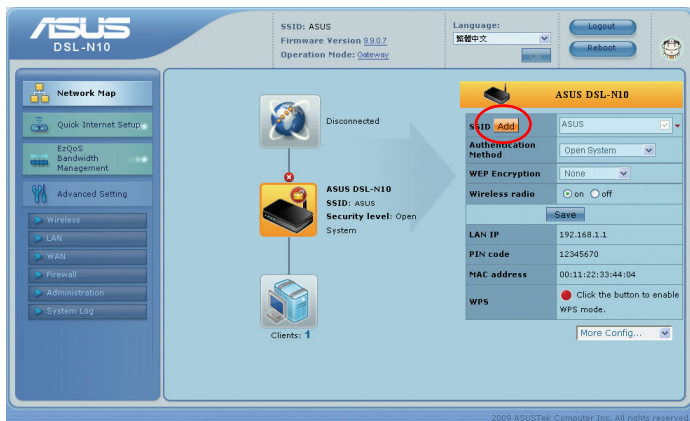 ASUS
DSL-N10
SSID: ASUS
Firmware Version 9.9.0.7
Operation Mode: Gateway
Language:
繁體中文
Logout
Reboot
Network Map
Quick Internet Setup
EzQoS
Bandwidth
Management
Advanced Setting
Wireless
LAN
WAN
Firewall
Administration
System Log
Disconnected
ASUS DSL-N10
SSID: ASUS
Security level: Open
System
Clients: 1
ASUS DSL-N10
SSID Add ASUS
Authentication
Method Open System
WEP Encryption None
Wireless radio on off
Save
LAN IP 192.168.1.1
PIN code 12345670
MAC address 00:11:22:33:44:04
WPS Click the button to enable
WPS mode.
More Config...
2009 ASUSTek Computer Inc. All rights reserved